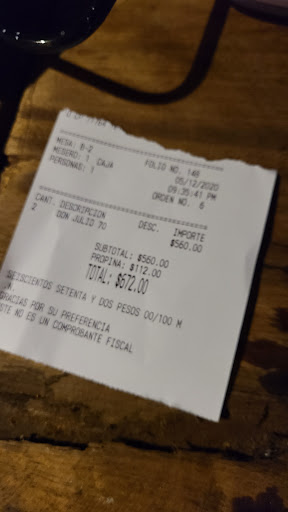 MESA: B-2 FOLIO NO. 148
MESERO: 1 CAJA 05/12/2020
PERSONAS: 1 09:35:41 PM
ORDEN NO. 6
CANT. DESCRIPCION DESC. IMPORTE
2 DON JULIO 70 $560.00
SUBTOTAL: $560.00
PROPINA: $112.00
TOTAL: $672.00
SEISCIENTOS SETENTA Y DOS PESOS 00/100 M
.N.
GRACIAS POR SU PREFERENCIA
STE NO ES UN COMPROBANTE FISCAL